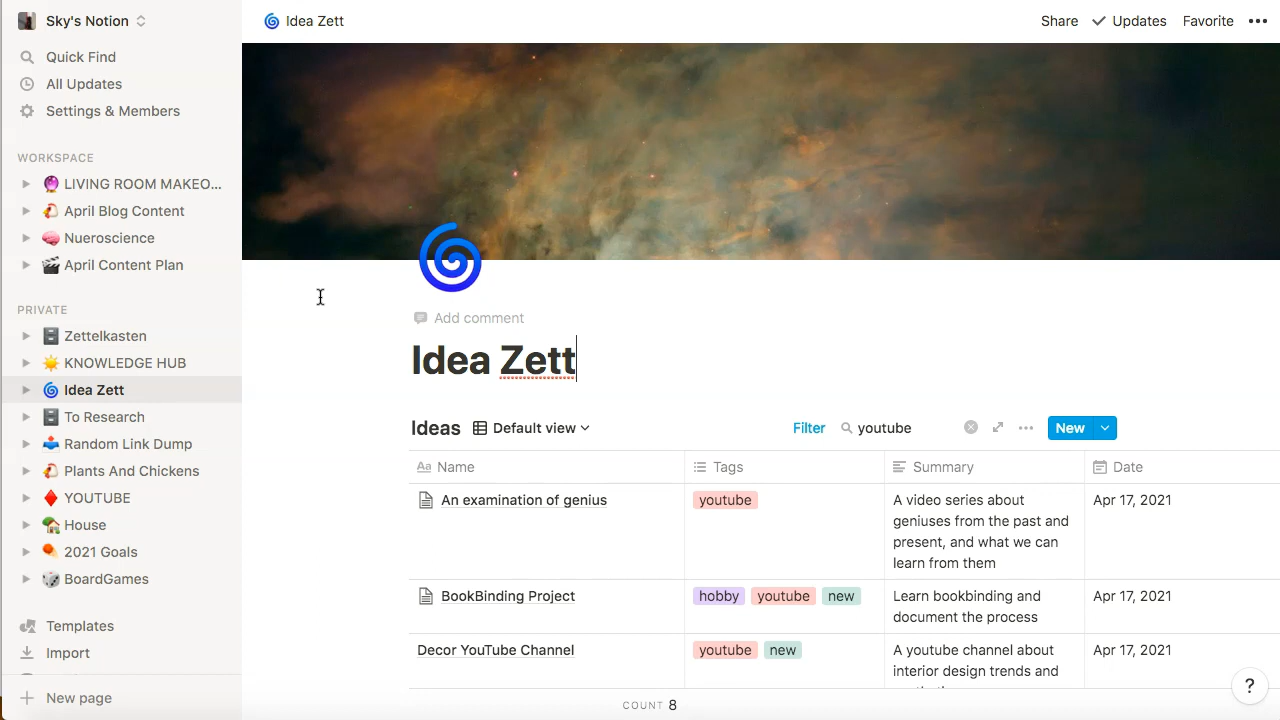 Sky's Notion
Idea Zett
Share
Updates
Favorite
Quick Find
All Updates
Settings & Members
WORKSPACE
LIVING ROOM MAKEO...
April Blog Content
Nueroscience
April Content Plan
PRIVATE
Zettelkasten
KNOWLEDGE HUB
Idea Zett
To Research
Random Link Dump
Plants And Chickens
YOUTUBE
House
2021 Goals
BoardGames
Templates
Import
New page
Add comment
Idea Zett
Ideas
Default view
Filter
youtube
New
Aa Name
Tags
Summary
Date
An examination of genius
youtube
A video series about
geniuses from the past and
present, and what we can
learn from them
Apr 17, 2021
BookBinding Project
hobby youtube new
Learn bookbinding and
document the process
Apr 17, 2021
Decor YouTube Channel
youtube new
A youtube channel about
interior design trends and
Apr 17, 2021
COUNT 8
?